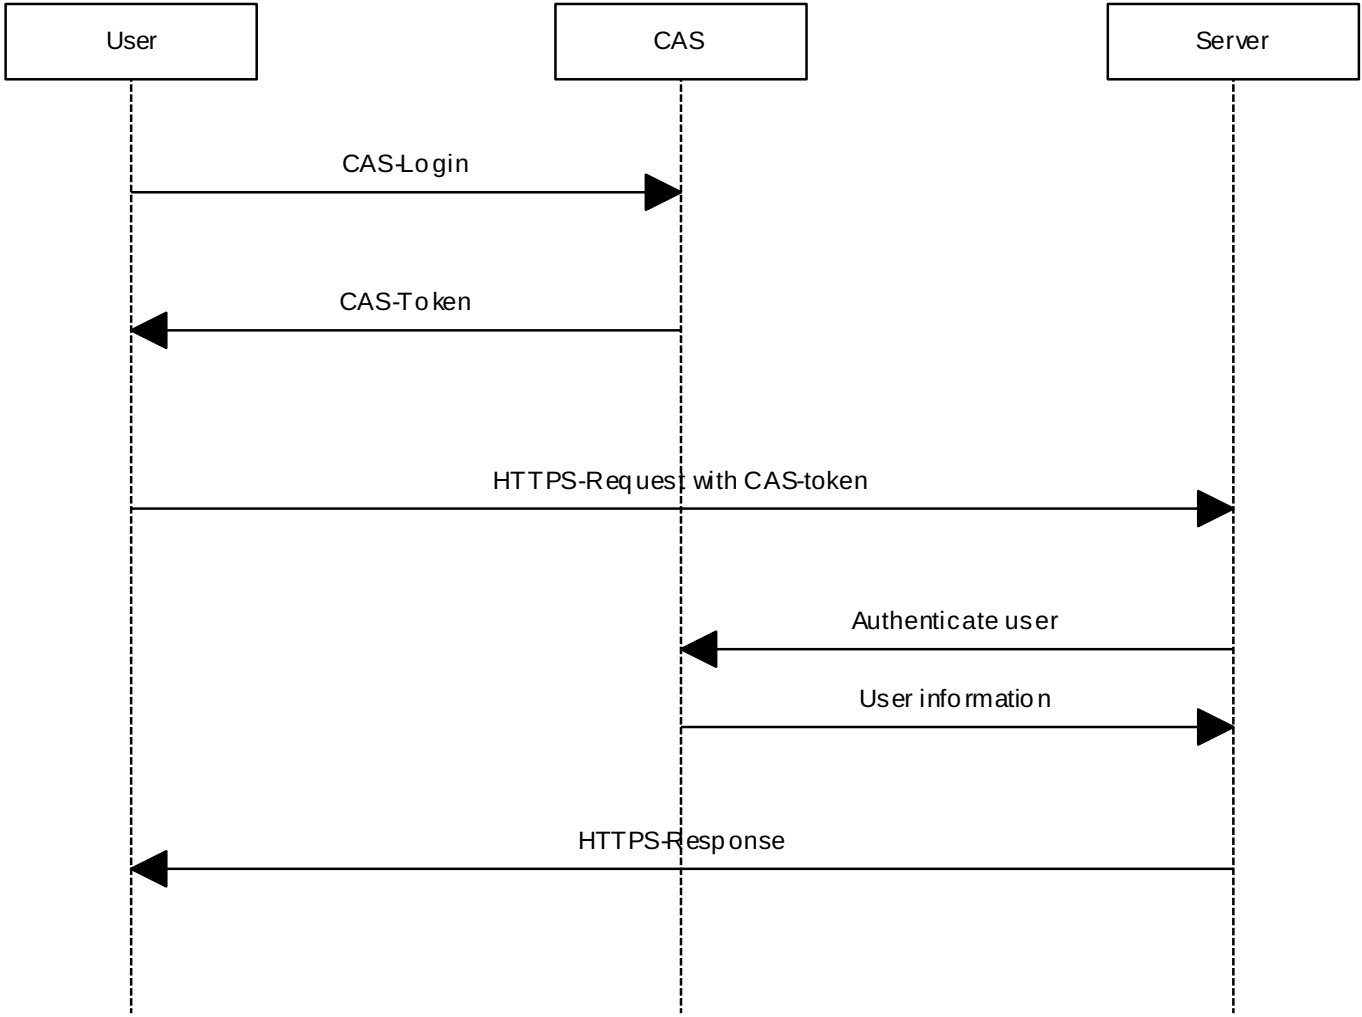 User
CAS
Server
CAS-Login
CAS-Token
HTTPS-Request with CAS-token
Authenticate user
User information
HTTPS-Response